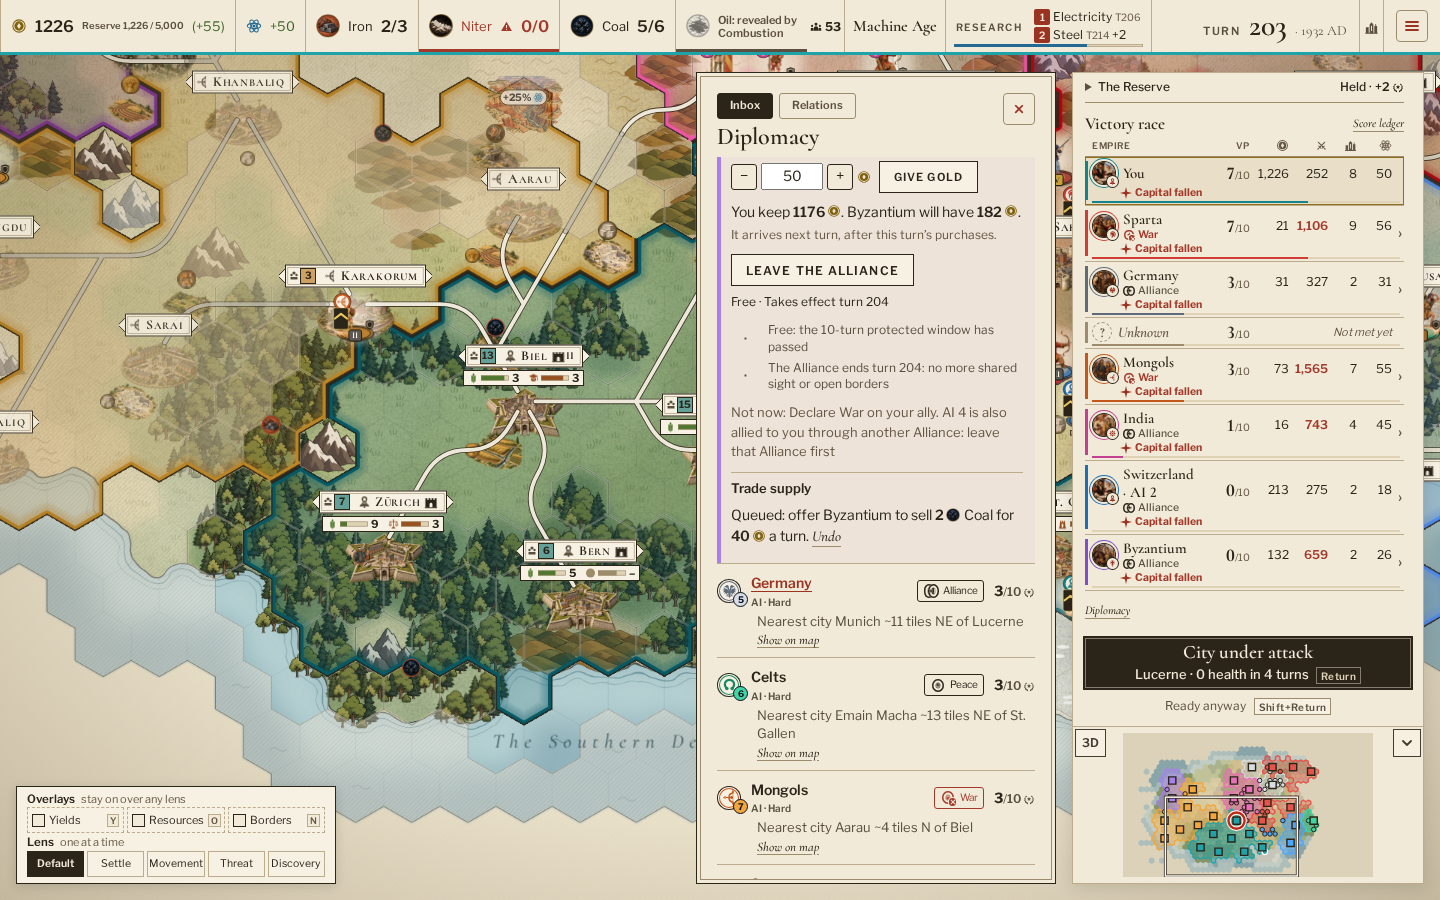 1226 Reserve 1,226 / 5,000 (+55)
+50
Iron 2/3
Niter 0/0
Coal 5/6
Oil: revealed by Combustion
53
Machine Age
RESEARCH
1 Electricity T206
2 Steel T214 +2
TURN 203 · 1932 AD
KHANBALIQ
+25%
AARAU
3 KARAKORUM
II
SARAI
13 BIEL II
3 3
15
7 ZÜRICH
9 3
6 BERN
5 –
The Southern De
Overlays stay on over any lens
Yields Y
Resources O
Borders N
Lens one at a time
Default Settle Movement Threat Discovery
Inbox Relations
×
Diplomacy
− 50 + GIVE GOLD
You keep 1176 . Byzantium will have 182 .
It arrives next turn, after this turn's purchases.
LEAVE THE ALLIANCE
Free · Takes effect turn 204
· Free: the 10-turn protected window has
passed
· The Alliance ends turn 204: no more shared
sight or open borders
Not now: Declare War on your ally. AI 4 is also
allied to you through another Alliance: leave
that Alliance first
Trade supply
Queued: offer Byzantium to sell 2 Coal for
40 a turn. Undo
5 Germany Alliance 3/10
AI · Hard
Nearest city Munich ~11 tiles NE of Lucerne
Show on map
6 Celts Peace 3/10
AI · Hard
Nearest city Emain Macha ~13 tiles NE of St.
Gallen
Show on map
7 Mongols War 3/10
AI · Hard
Nearest city Aarau ~4 tiles N of Biel
Show on map
The Reserve Held · +2
Victory race Score ledger
EMPIRE VP
You 7/10 1,226 252 8 50
Capital fallen
Sparta 7/10 21 1,106 9 56 ›
War
Capital fallen
Germany 3/10 31 327 2 31 ›
Alliance
Capital fallen
? Unknown 3/10 Not met yet
Mongols 3/10 73 1,565 7 55 ›
War
Capital fallen
India 1/10 16 743 4 45 ›
Alliance
Capital fallen
Switzerland
· AI 2 0/10 213 275 2 18 ›
Alliance
Capital fallen
Byzantium 0/10 132 659 2 26 ›
Alliance
Capital fallen
Diplomacy
City under attack
Lucerne · 0 health in 4 turns Return
Ready anyway Shift+Return
3D